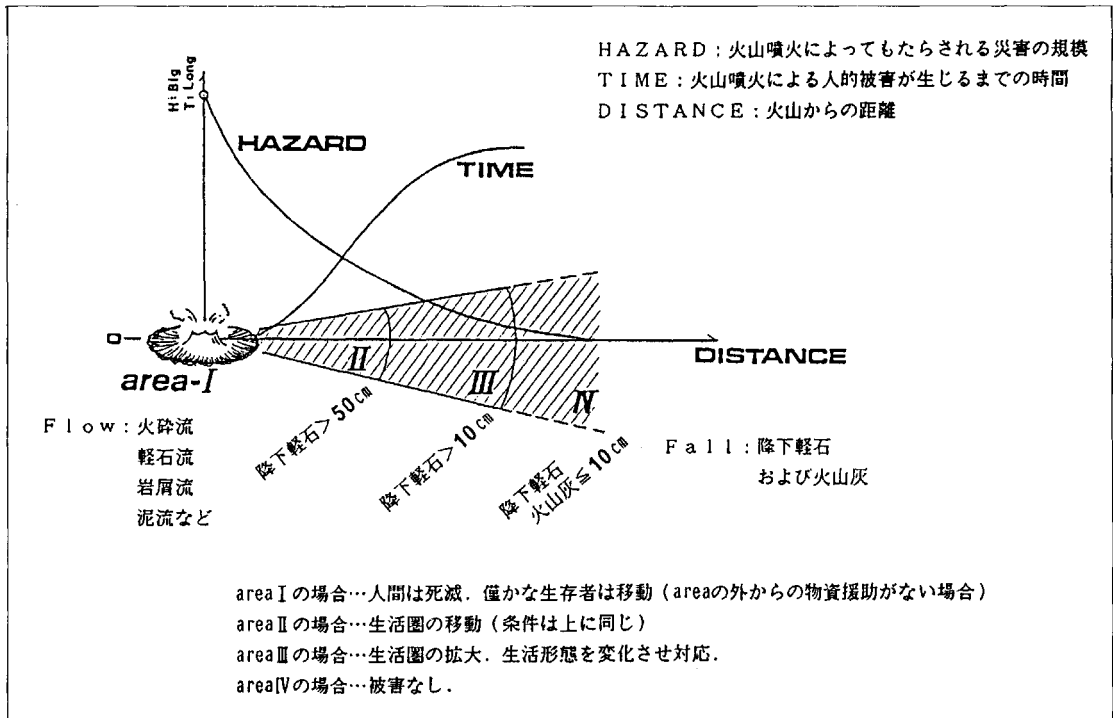 HAZARD：火山噴火によってもたらされる災害の規模
TIME：火山噴火による人的被害が生じるまでの時間
DISTANCE：火山からの距離
H: Big
T: Long
HAZARD
TIME
0
DISTANCE
area-I
II
III
IV
降下軽石>50cm
降下軽石>10cm
降下軽石
火山灰≦10cm
Flow：火砕流
軽石流
岩屑流
泥流など
Fall：降下軽石
および火山灰
areaⅠの場合…人間は死滅．僅かな生存者は移動（areaの外からの物資援助がない場合）
areaⅡの場合…生活圏の移動（条件は上に同じ）
areaⅢの場合…生活圏の拡大．生活形態を変化させ対応．
areaⅣの場合…被害なし．